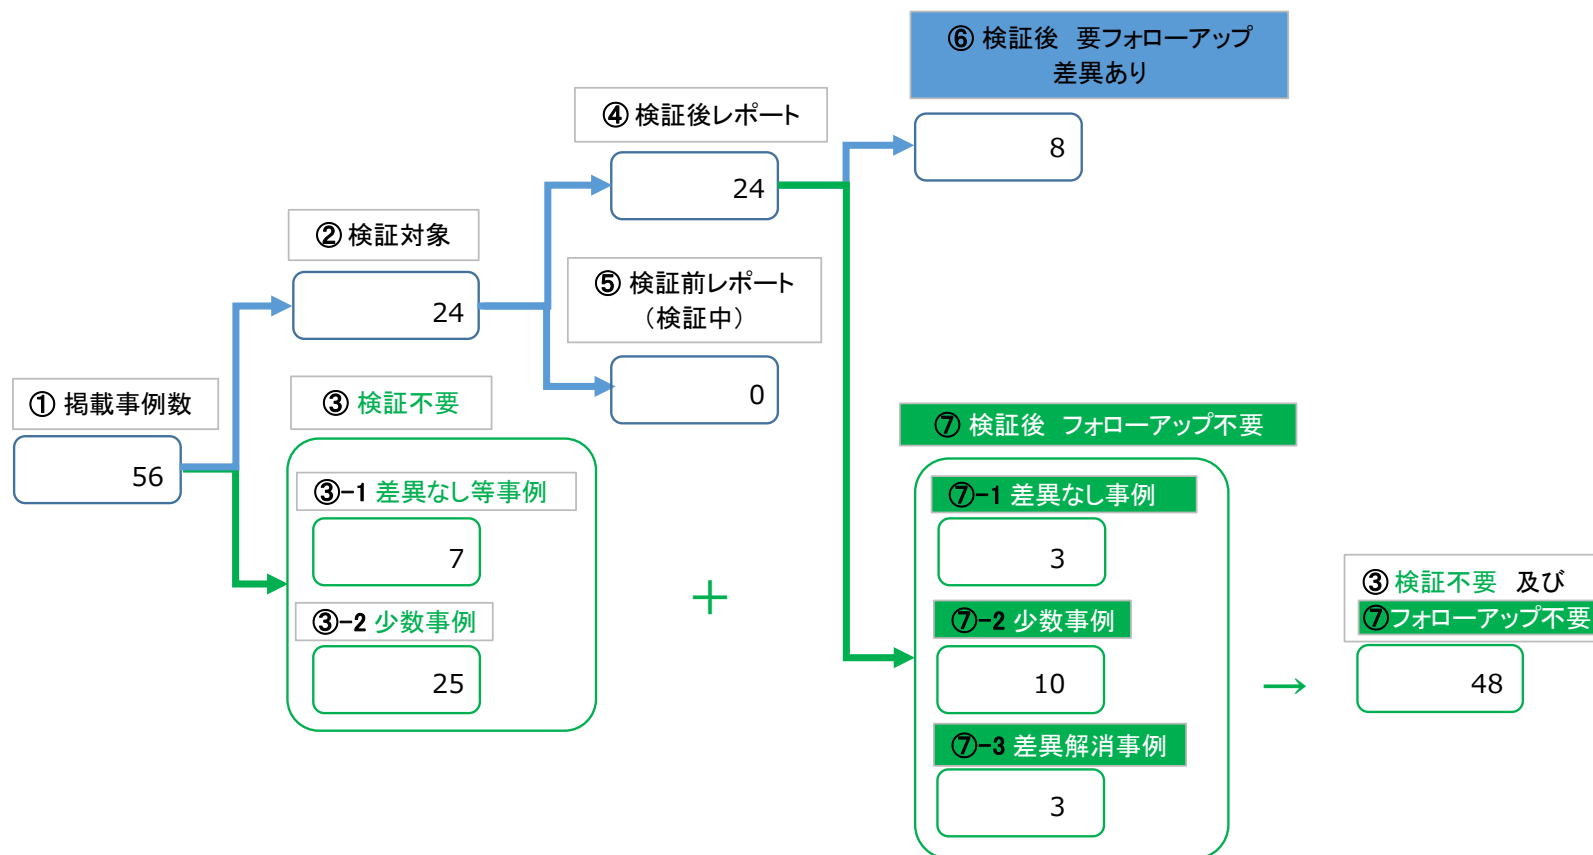 ① 掲載事例数
56
② 検証対象
24
③ 検証不要
③-1 差異なし等事例
7
③-2 少数事例
25
④ 検証後レポート
24
⑤ 検証前レポート
（検証中）
0
＋
⑥ 検証後　要フォローアップ
差異あり
8
⑦ 検証後　フォローアップ不要
⑦-1 差異なし事例
3
⑦-2 少数事例
10
⑦-3 差異解消事例
3
→
③ 検証不要　及び
⑦フォローアップ不要
48